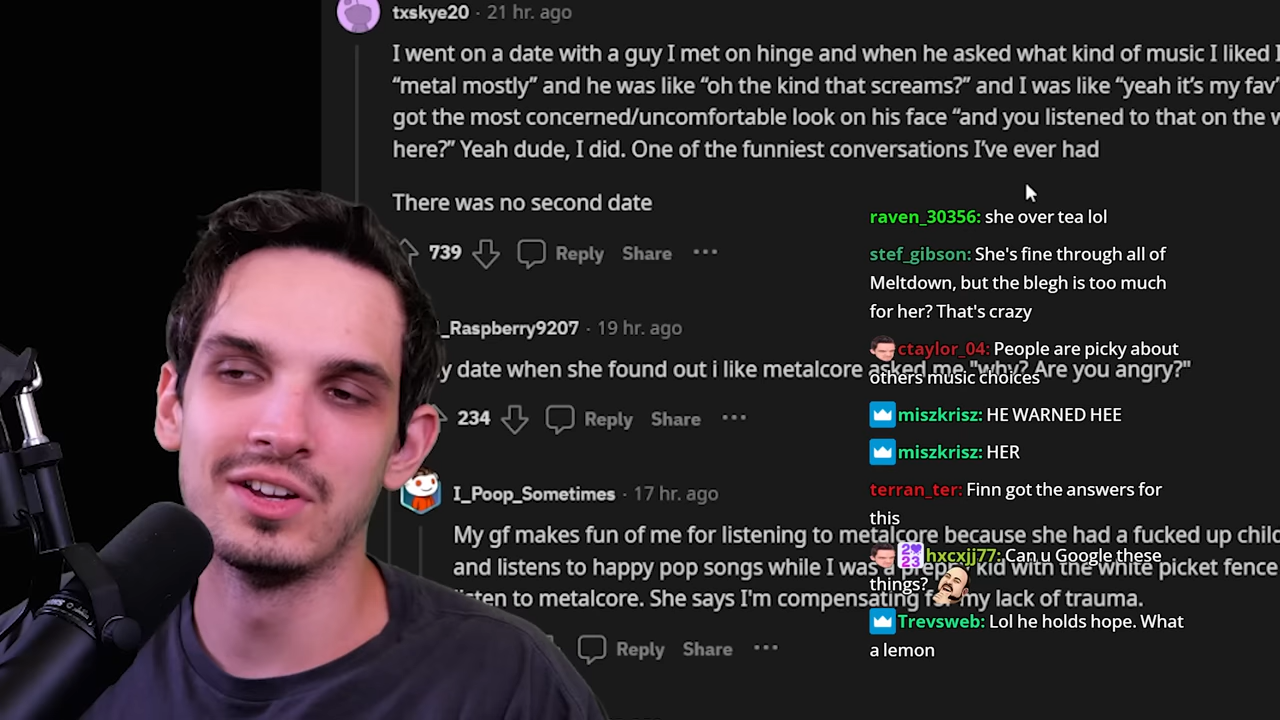 txskye20 · 21 hr. ago
I went on a date with a guy I met on hinge and when he asked what kind of music I liked I
“metal mostly” and he was like “oh the kind that screams?” and I was like “yeah it’s my fav”
got the most concerned/uncomfortable look on his face “and you listened to that on the w
here?” Yeah dude, I did. One of the funniest conversations I’ve ever had
There was no second date
739 Reply Share ···
_Raspberry9207 · 19 hr. ago
y date when she found out i like metalcore asked me "why? Are you angry?"
234 Reply Share ···
I_Poop_Sometimes · 17 hr. ago
My gf makes fun of me for listening to metalcore because she had a fucked up chil
and listens to happy pop songs while I was a preppy kid with the white picket fence
listen to metalcore. She says I'm compensating for my lack of trauma.
Reply Share ···
raven_30356: she over tea lol
stef_gibson: She's fine through all of
Meltdown, but the blegh is too much
for her? That's crazy
ctaylor_04: People are picky about
others music choices
miszkrisz: HE WARNED HEE
miszkrisz: HER
terran_ter: Finn got the answers for
this
hxcxjj77: Can u Google these
things?
Trevsweb: Lol he holds hope. What
a lemon